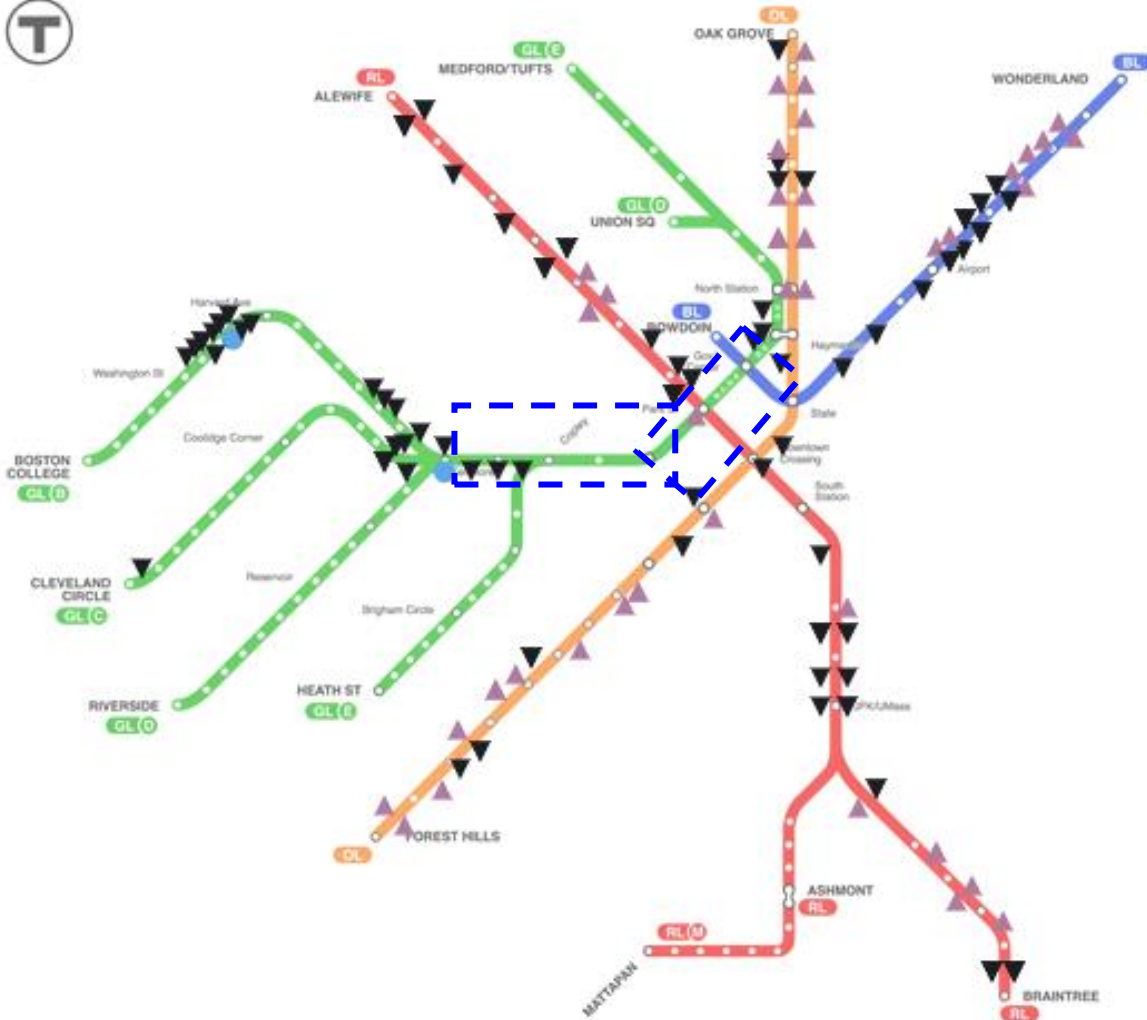 T
OL
OAK GROVE
GL E
MEDFORD/TUFTS
BL
WONDERLAND
RL
ALEWIFE
GL D
UNION SQ
North Station
Airport
BL
BOWDOIN
Harvard Ave
Washington St
State
Coolidge Corner
Copley
Downtown
Crossing
BOSTON
COLLEGE
GL B
South
Station
Reservoir
CLEVELAND
CIRCLE
GL C
Brigham Circle
HEATH ST
GL E
RIVERSIDE
GL D
JFK/UMass
FOREST HILLS
OL
ASHMONT
RL
RL M
MATTAPAN
BRAINTREE
RL